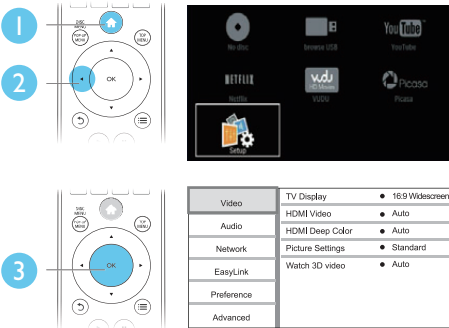 1
DISC
MENU
POP-UP
MENU
TOP
MENU
OK
2
No disc
browse USB
You Tube
YouTube
NETFLIX
Netflix
vudu
HD Movies
VUDU
Picasa
Picasa
Setup
DISC
MENU
POP-UP
MENU
TOP
MENU
3
OK
Video
Audio
Network
EasyLink
Preference
Advanced
TV Display ● 16:9 Widescreen
HDMI Video ● Auto
HDMI Deep Color ● Auto
Picture Settings ● Standard
Watch 3D video ● Auto